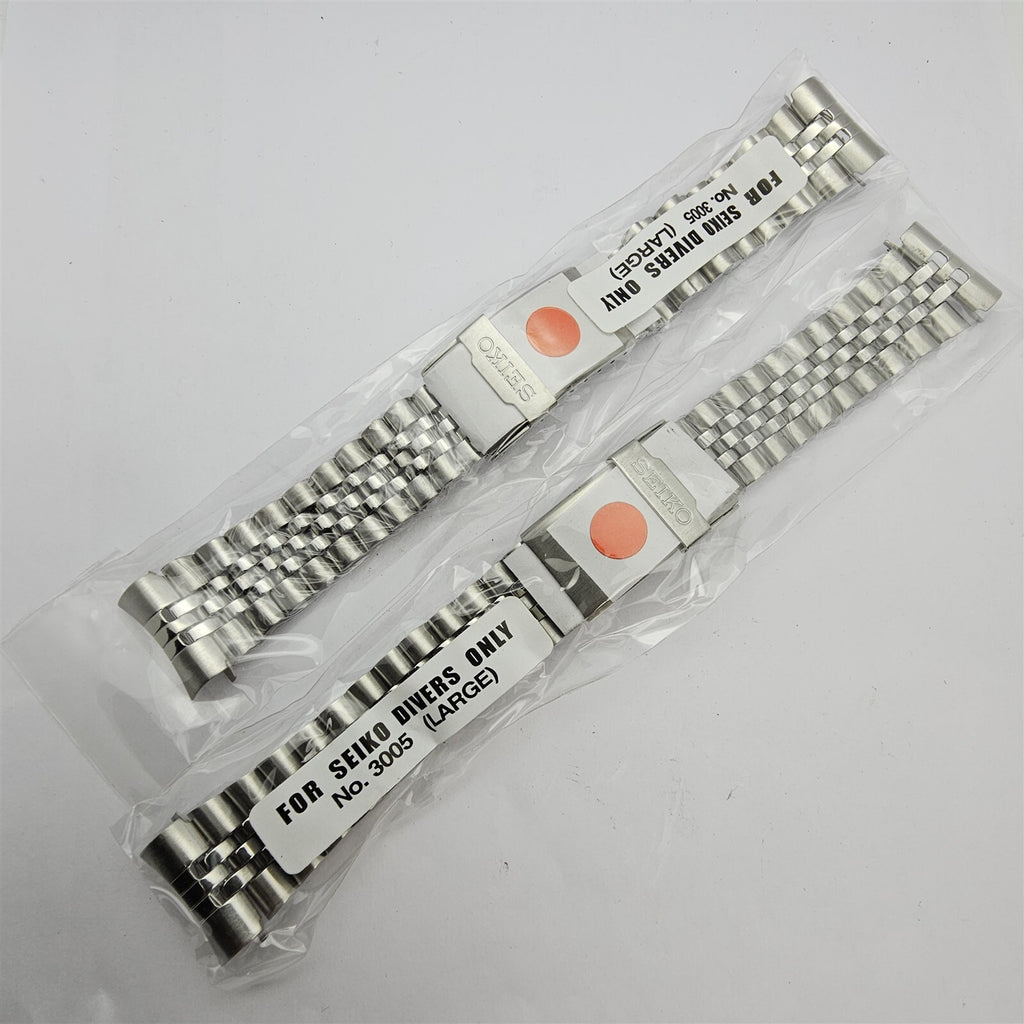 FOR SEIKO DIVERS ONLY
No. 3005 (LARGE)
SEIKO
SEIKO
FOR SEIKO DIVERS ONLY
No. 3005 (LARGE)